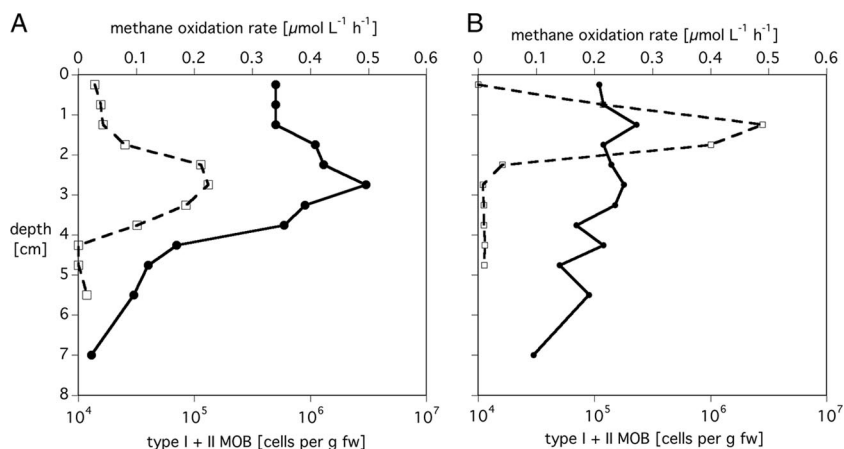 A
methane oxidation rate [µmol L⁻¹ h⁻¹]
0 0.1 0.2 0.3 0.4 0.5 0.6
0
1
2
3
4
5
6
7
8
depth
[cm]
10⁴ 10⁵ 10⁶ 10⁷
type I + II MOB [cells per g fw]
B
methane oxidation rate [µmol L⁻¹ h⁻¹]
0 0.1 0.2 0.3 0.4 0.5 0.6
10⁴ 10⁵ 10⁶ 10⁷
type I + II MOB [cells per g fw]